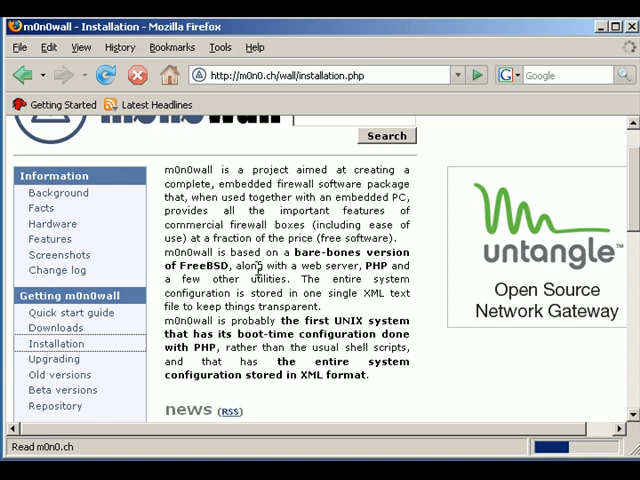 m0n0wall - Installation - Mozilla Firefox
File Edit View History Bookmarks Tools Help
http://m0n0.ch/wall/installation.php
G Google
Getting Started Latest Headlines
m0n0wall
Search
Information
Background
Facts
Hardware
Features
Screenshots
Change log
Getting m0n0wall
Quick start guide
Downloads
Installation
Upgrading
Old versions
Beta versions
Repository
m0n0wall is a project aimed at creating a
complete, embedded firewall software package
that, when used together with an embedded PC,
provides all the important features of
commercial firewall boxes (including ease of
use) at a fraction of the price (free software).
m0n0wall is based on a bare-bones version
of FreeBSD, along with a web server, PHP and
a few other utilities. The entire system
configuration is stored in one single XML text
file to keep things transparent.
m0n0wall is probably the first UNIX system
that has its boot-time configuration done
with PHP, rather than the usual shell scripts,
and that has the entire system
configuration stored in XML format.
news (RSS)
untangle™
Open Source
Network Gateway
Read m0n0.ch